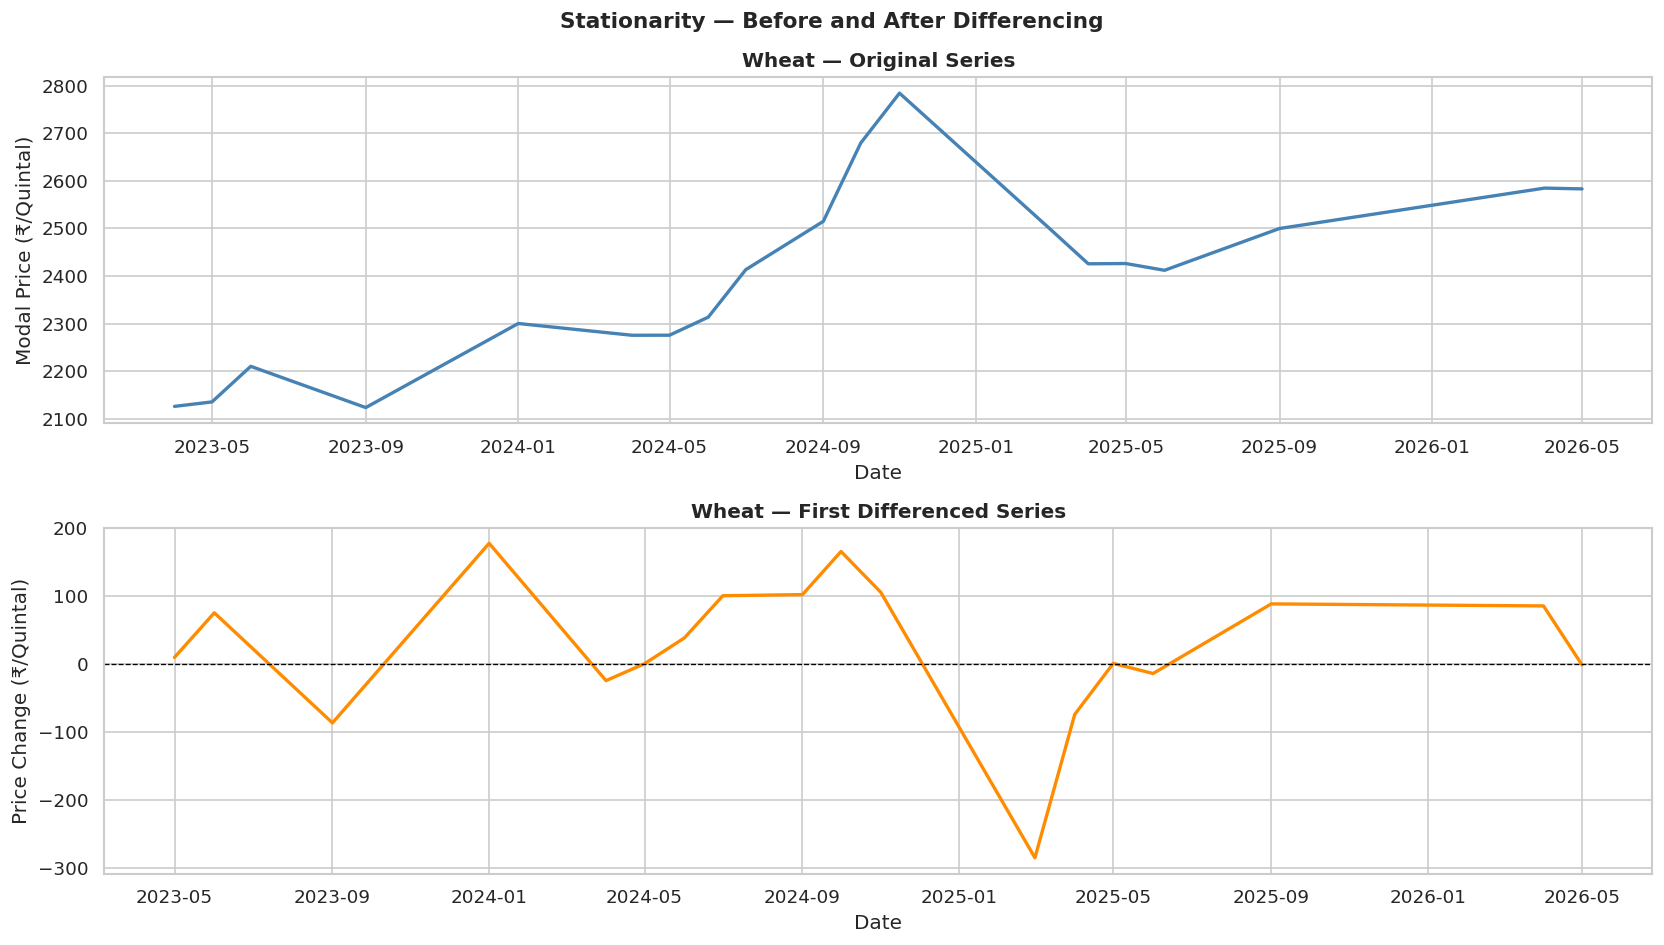 Stationarity — Before and After Differencing
Wheat — Original Series
Modal Price (₹/Quintal)
2800
2700
2600
2500
2400
2300
2200
2100
2023-05 2023-09 2024-01 2024-05 2024-09 2025-01 2025-05 2025-09 2026-01 2026-05
Date
Wheat — First Differenced Series
Price Change (₹/Quintal)
200
100
0
−100
−200
−300
2023-05 2023-09 2024-01 2024-05 2024-09 2025-01 2025-05 2025-09 2026-01 2026-05
Date